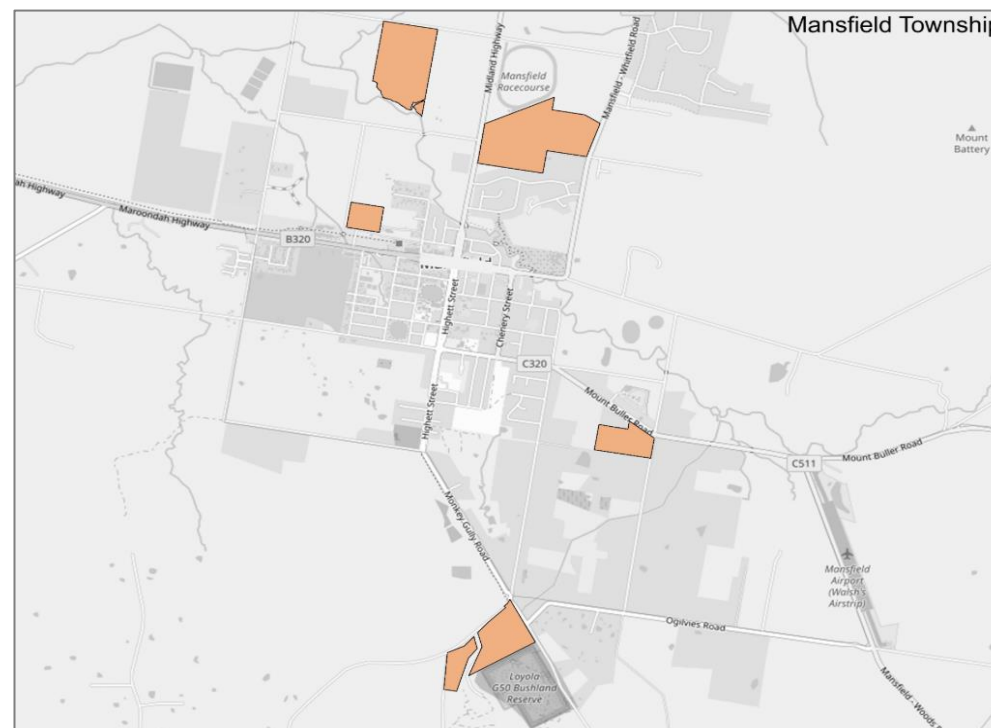 Mansfield Township
Midland Highway
Mansfield
Racecourse
Mansfield - Whitfield Road
Mount
Battery
ah Highway
Maroondah Highway
B320
Highett Street
Chenery Street
C320
Mount Buller Road
Highett Street
Mount Buller Road
C511
Monkey Gully Road
Mansfield
Airport
(Walsh's
Airstrip)
Ogilvies Road
Loyola
G50 Bushland
Reserve
Mansfield - Woods